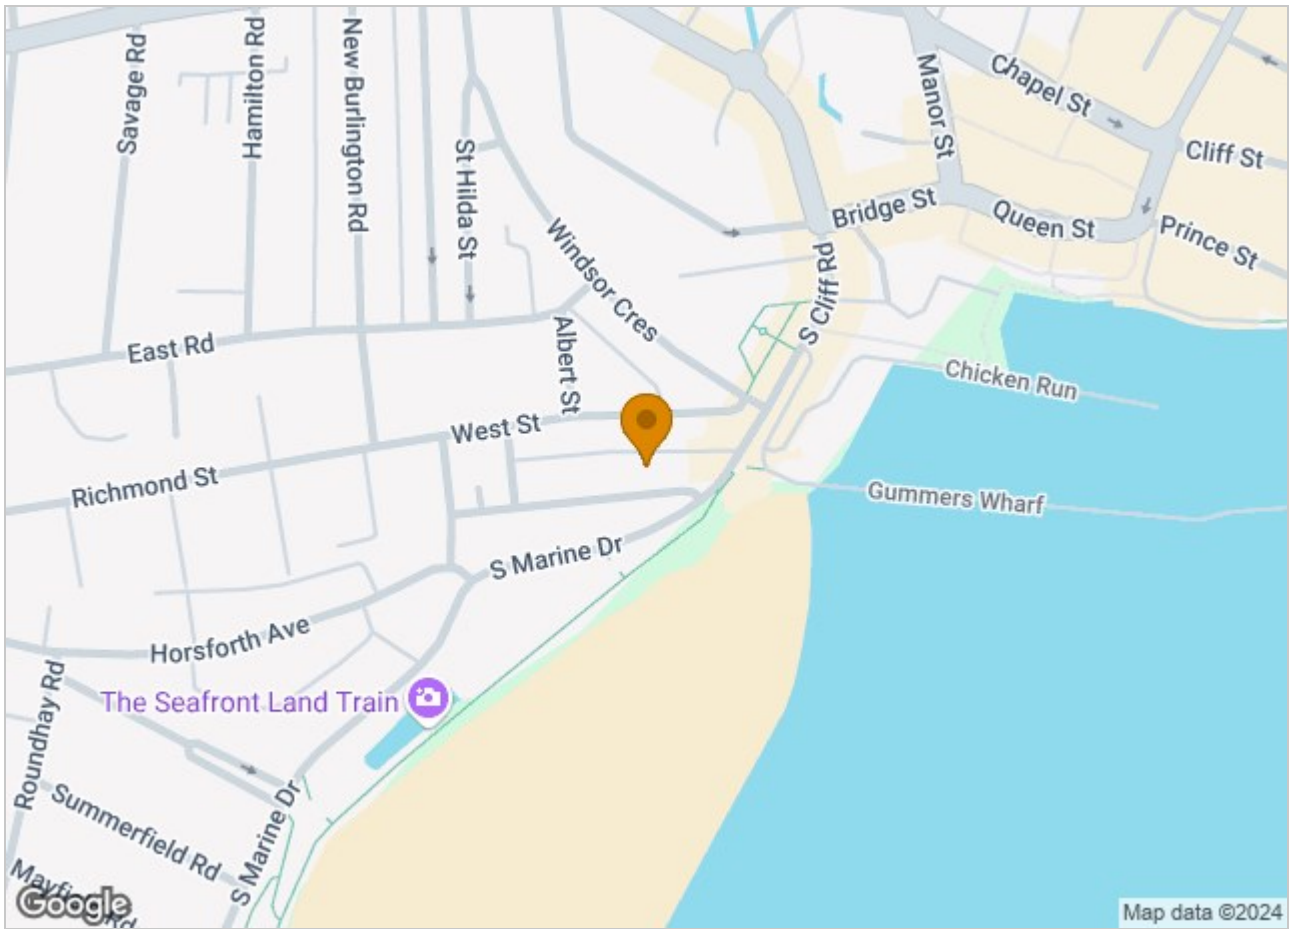 Savage Rd
Hamilton Rd
New Burlington Rd
St Hilda St
Manor St
Chapel St
Cliff St
Bridge St
Queen St
Prince St
Windsor Cres
S Cliff Rd
East Rd
Albert St
Chicken Run
West St
Richmond St
Gummers Wharf
S Marine Dr
Horsforth Ave
The Seafront Land Train
Roundhay Rd
Summerfield Rd
S Marine Dr
Rd
Google
Map data ©2024